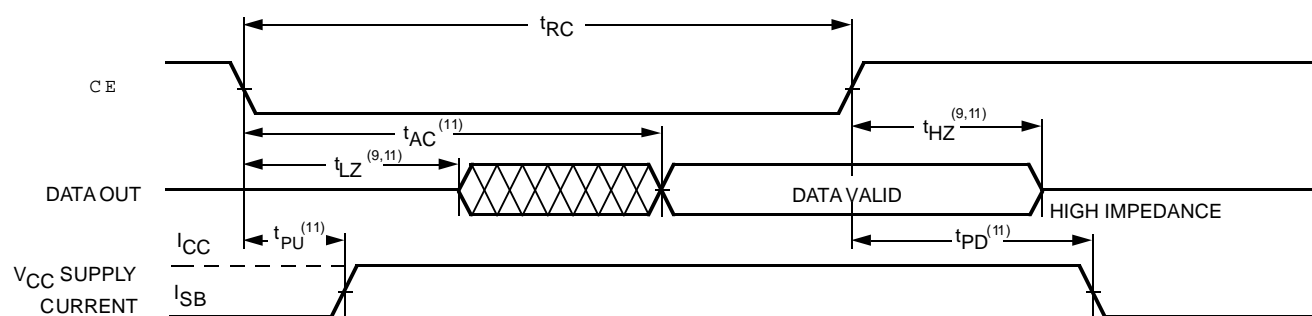 tRC
CE
tAC(11)
tHZ(9,11)
tLZ(9,11)
DATA OUT
DATA VALID
HIGH IMPEDANCE
tPU(11)
tPD(11)
ICC
VCC SUPPLY
CURRENT
ISB